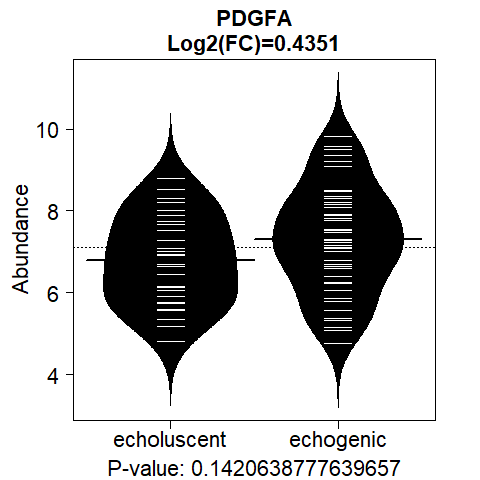 PDGFA
Log2(FC)=0.4351
Abundance
10
8
6
4
echoluscent echogenic
P-value: 0.1420638777639657